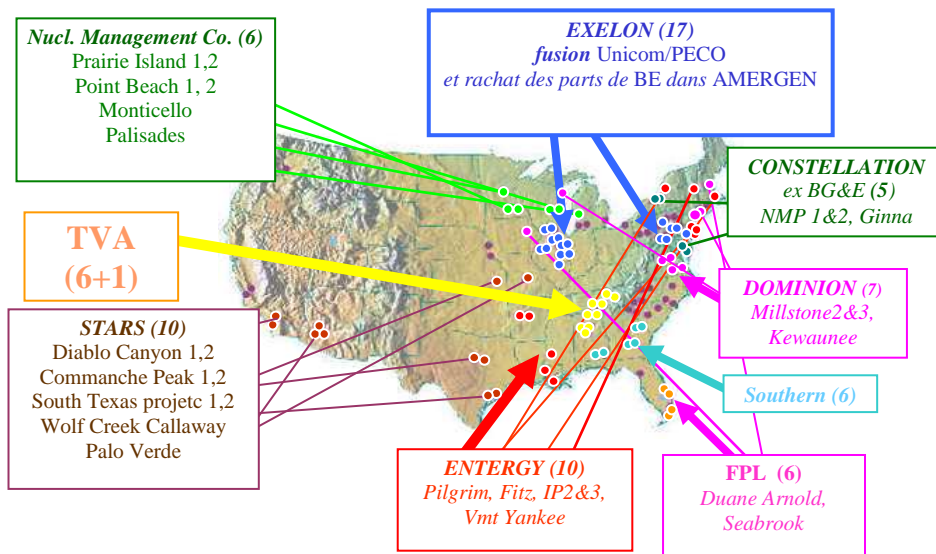 Nucl. Management Co. (6)
Prairie Island 1,2
Point Beach 1, 2
Monticello
Palisades
EXELON (17)
fusion Unicom/PECO
et rachat des parts de BE dans AMERGEN
CONSTELLATION
ex BG&E (5)
NMP 1&2, Ginna
TVA
(6+1)
DOMINION (7)
Millstone2&3,
Kewaunee
STARS (10)
Diablo Canyon 1,2
Commanche Peak 1,2
South Texas projetc 1,2
Wolf Creek Callaway
Palo Verde
Southern (6)
ENTERGY (10)
Pilgrim, Fitz, IP2&3,
Vmt Yankee
FPL (6)
Duane Arnold,
Seabrook